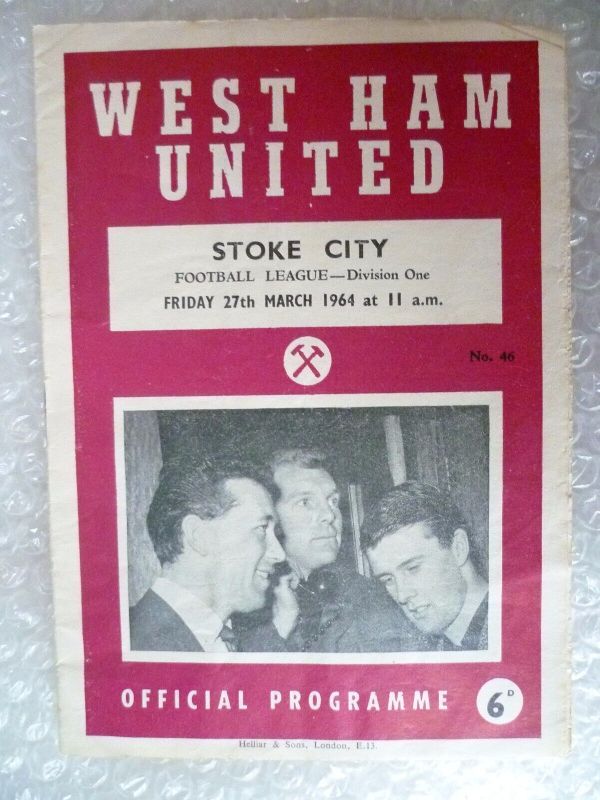 WEST HAM
UNITED
STOKE CITY
FOOTBALL LEAGUE—Division One
FRIDAY 27th MARCH 1964 at 11 a.m.
No. 46
OFFICIAL PROGRAMME 6D
Helliar & Sons, London, E.13.